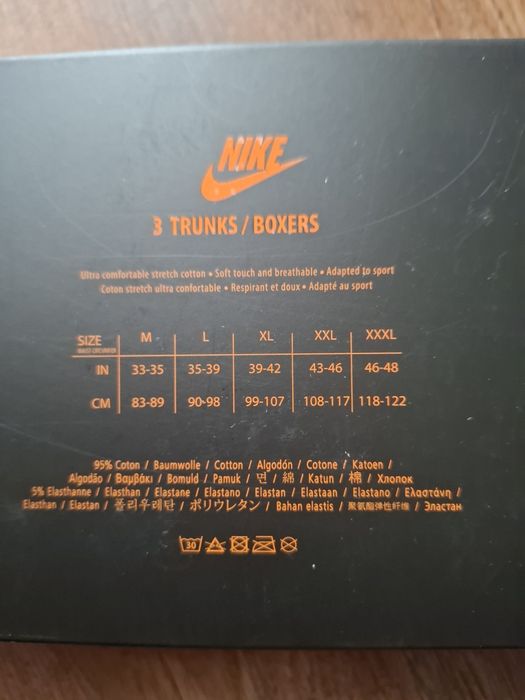 NIKE
3 TRUNKS / BOXERS
Ultra comfortable stretch cotton • Soft touch and breathable • Adapted to sport
Coton stretch ultra confortable • Respirant et doux • Adapté au sport
SIZE M L XL XXL XXXL
IN 33-35 35-39 39-42 43-46 46-48
CM 83-89 90-98 99-107 108-117 118-122
95% Coton / Baumwolle / Cotton / Algodón / Cotone / Katoen /
Algodão / Βαμβάκι / Bomuld / Pamuk / 면 / 綿 / Katun / 棉 / Хлопок
5% Elasthanne / Elasthan / Elastane / Elastano / Elastan / Elastaan / Elastano / Ελαστάνη /
Elasthan / Elastan / 폴리우레탄 / ポリウレタン / Bahan elastis / 聚氨酯弹性纤维 / Эластан
30